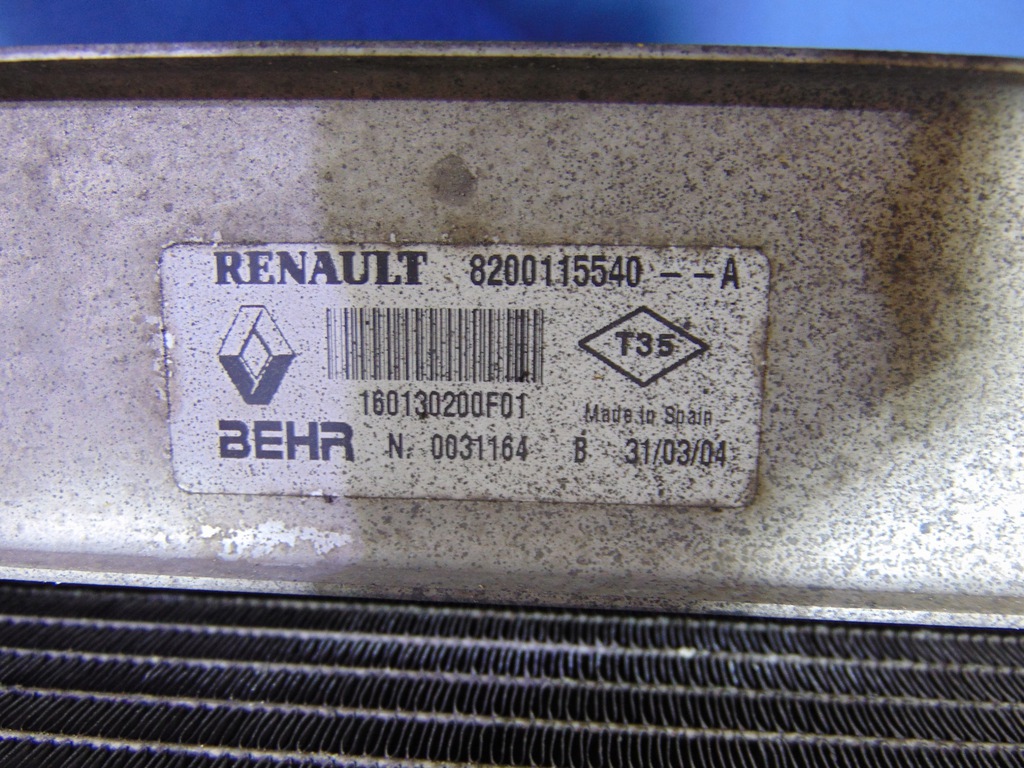 RENAULT 8200115540 - - A
T35
160130200F01
Made in Spain
BEHR N. 0031164 B 31/03/04